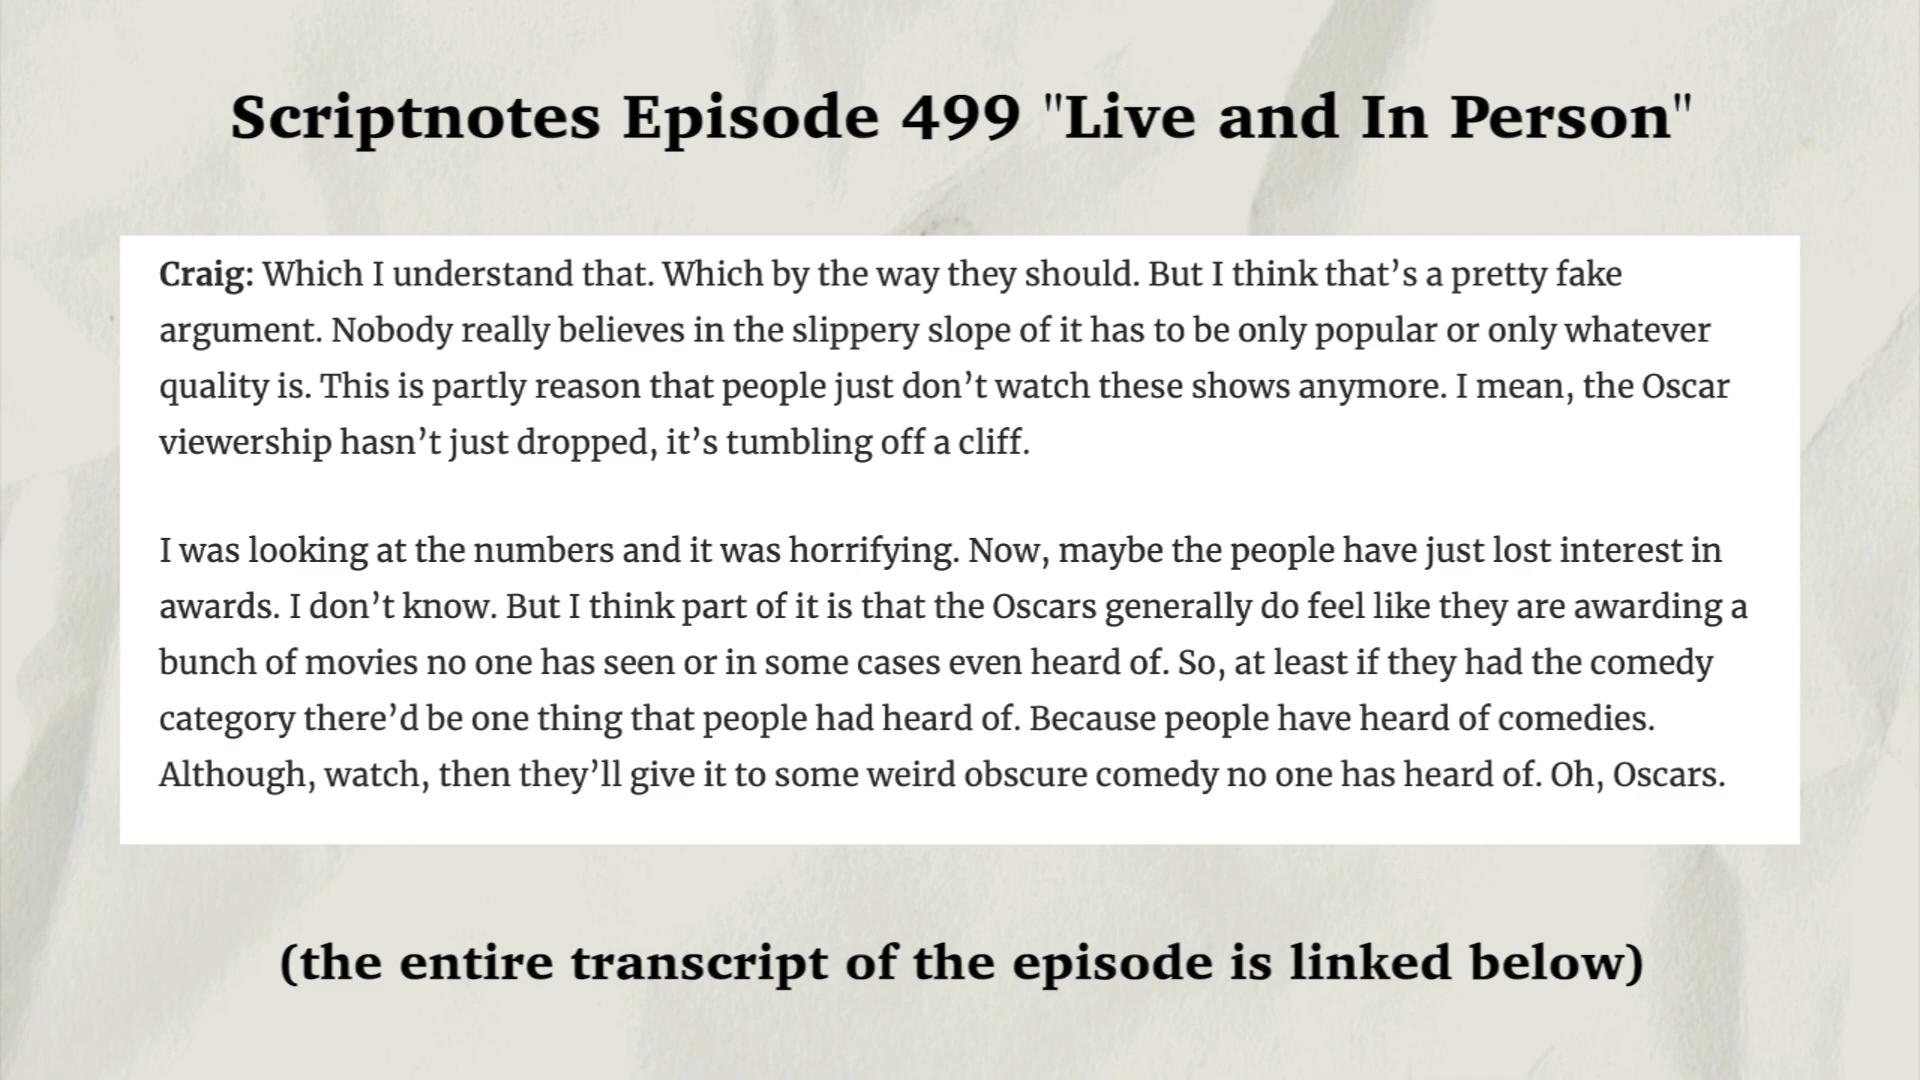 Scriptnotes Episode 499 "Live and In Person"
Craig: Which I understand that. Which by the way they should. But I think that’s a pretty fake
argument. Nobody really believes in the slippery slope of it has to be only popular or only whatever
quality is. This is partly reason that people just don’t watch these shows anymore. I mean, the Oscar
viewership hasn’t just dropped, it’s tumbling off a cliff.
I was looking at the numbers and it was horrifying. Now, maybe the people have just lost interest in
awards. I don’t know. But I think part of it is that the Oscars generally do feel like they are awarding a
bunch of movies no one has seen or in some cases even heard of. So, at least if they had the comedy
category there’d be one thing that people had heard of. Because people have heard of comedies.
Although, watch, then they’ll give it to some weird obscure comedy no one has heard of. Oh, Oscars.
(the entire transcript of the episode is linked below)